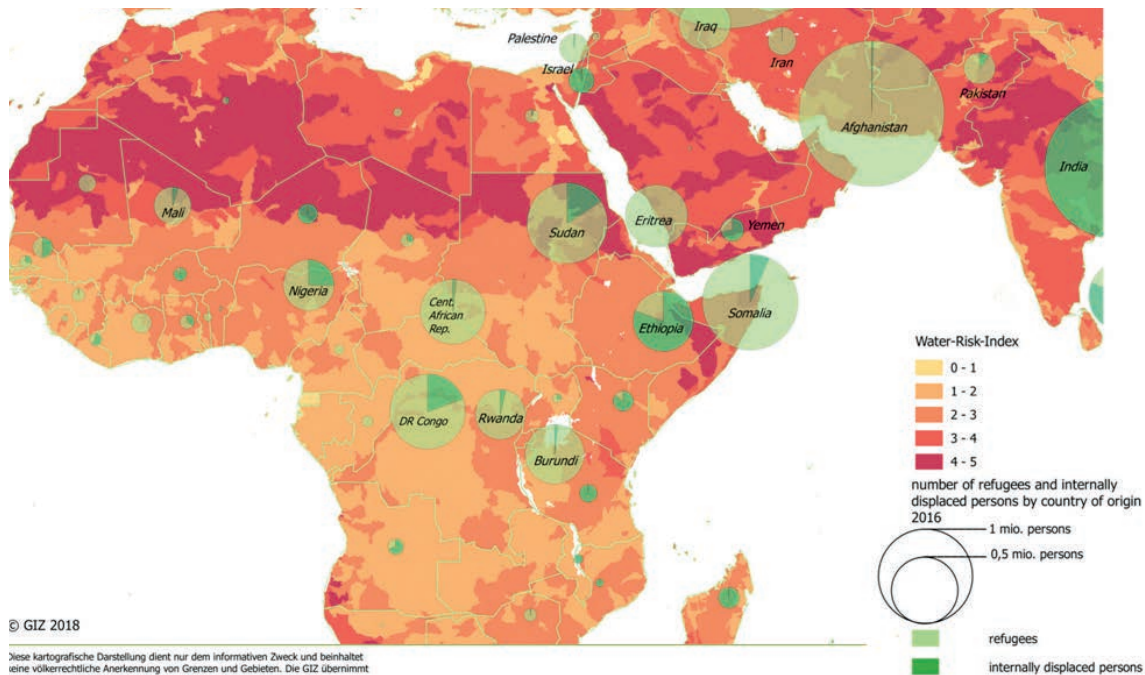 Palestine
Iraq
Israel
Iran
Pakistan
Afghanistan
India
Mali
Sudan
Eritrea
Yemen
Nigeria
Cent.
African
Rep.
Ethiopia
Somalia
DR Congo
Rwanda
Burundi
Water-Risk-Index
0 - 1
1 - 2
2 - 3
3 - 4
4 - 5
number of refugees and internally
displaced persons by country of origin
2016
1 mio. persons
0,5 mio. persons
refugees
internally displaced persons
© GIZ 2018
Diese kartografische Darstellung dient nur dem informativen Zweck und beinhaltet
keine völkerrechtliche Anerkennung von Grenzen und Gebieten. Die GIZ übernimmt